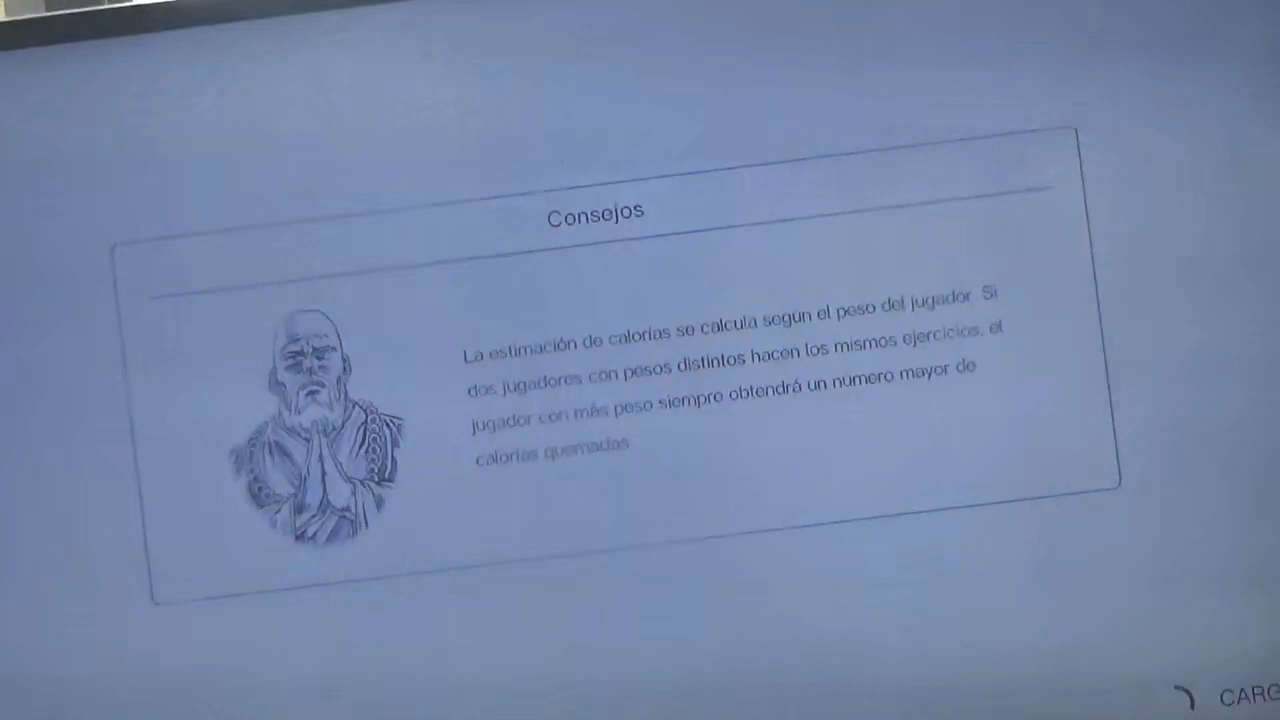 Consejos
La estimación de calorías se calcula segun el peso del jugador. Si
dos jugadores con pesos distintos hacen los mismos ejercicios, el
jugador con más peso siempre obtendrá un número mayor de
calorías quemadas
CARG